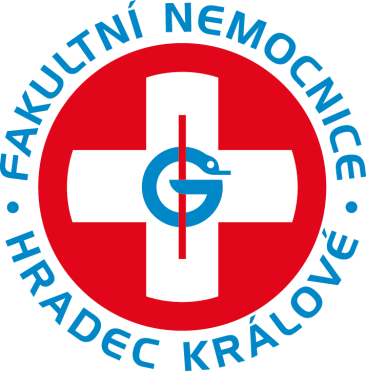 FAKULTNÍ NEMOCNICE
HRADEC KRÁLOVÉ